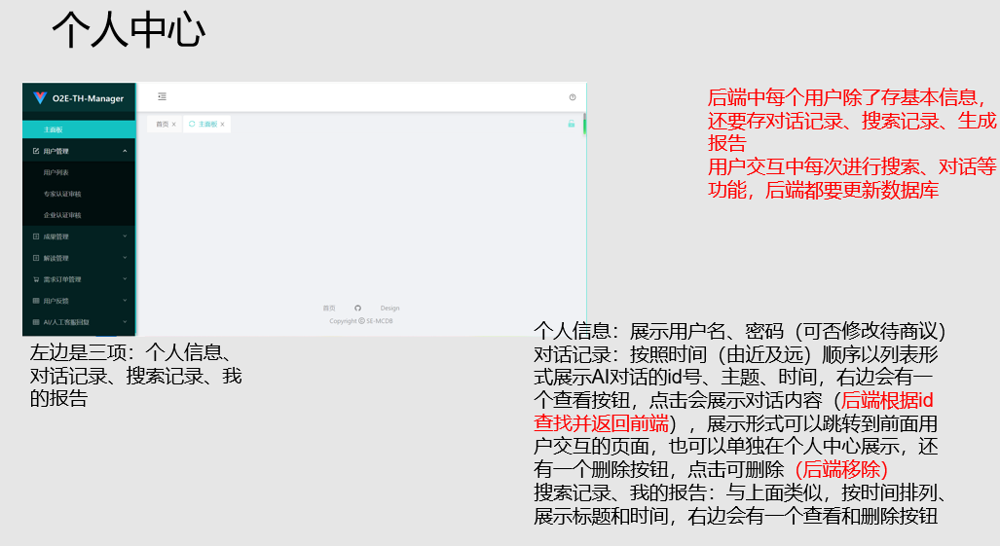 个人中心
O2E-TH-Manager
首页 ×
主面板 ×
主面板
用户管理
用户列表
专家认证审核
企业认证审核
成果管理
解读管理
需求订单管理
用户反馈
AI/人工客服回复
首页
Design
Copyright © SE-MCDB
后端中每个用户除了存基本信息，
还要存对话记录、搜索记录、生成
报告
用户交互中每次进行搜索、对话等
功能，后端都要更新数据库
左边是三项：个人信息、
对话记录、搜索记录、我
的报告
个人信息：展示用户名、密码（可否修改待商议）
对话记录：按照时间（由近及远）顺序以列表形
式展示AI对话的id号、主题、时间，右边会有一
个查看按钮，点击会展示对话内容（后端根据id
查找并返回前端），展示形式可以跳转到前面用
户交互的页面，也可以单独在个人中心展示，还
有一个删除按钮，点击可删除（后端移除）
搜索记录、我的报告：与上面类似，按时间排列、
展示标题和时间，右边会有一个查看和删除按钮